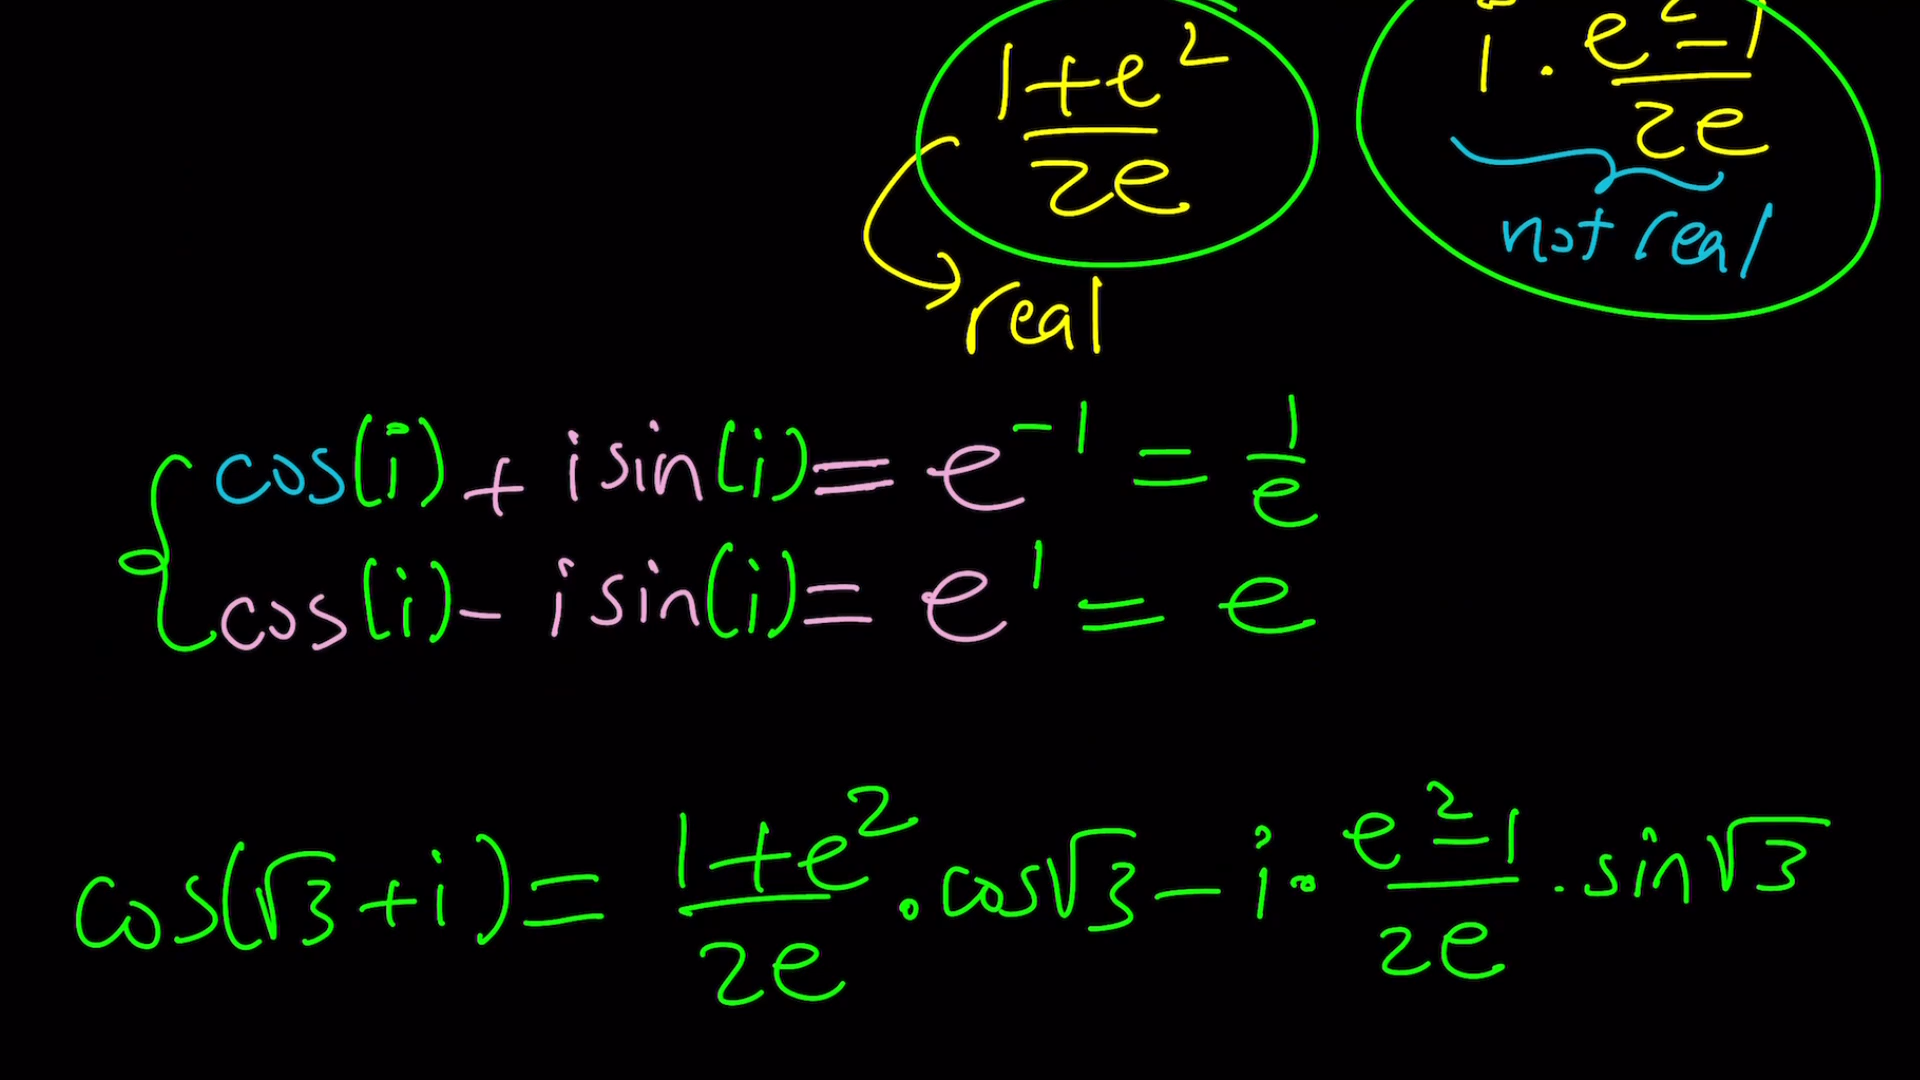 1+e² / 2e
i · e²−1 / 2e
not real
real
cos(i) + i sin(i) = e⁻¹ = 1/e
cos(i) − i sin(i) = e¹ = e
cos(√3+i) = 1+e² / 2e · cos√3 − i · e²−1 / 2e · sin√3